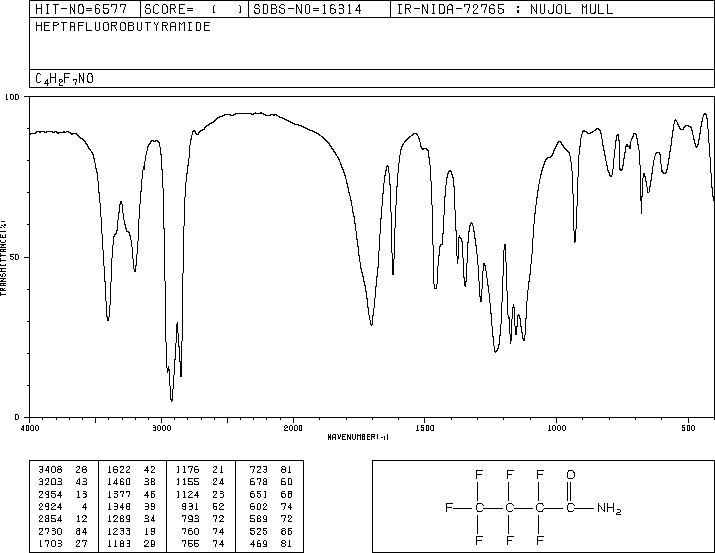 HIT-NO=6577 SCORE= ( ) SDBS-NO=16314 IR-NIDA-72765 : NUJOL MULL
HEPTAFLUOROBUTYRAMIDE
C4H2F7NO
100
TRANSMITTANCE(%)
50
0
4000 3000 2000 1500 1000 500
WAVENUMBER(-1)
3408 28 1622 42 1176 21 723 81
3203 43 1460 38 1155 24 678 60
2954 13 1377 46 1124 23 651 68
2924 4 1348 39 931 62 602 74
2854 12 1289 34 793 72 589 72
2730 84 1233 19 760 74 525 86
1703 27 1183 29 755 74 469 81
F F F O
F C C C C NH2
F F F